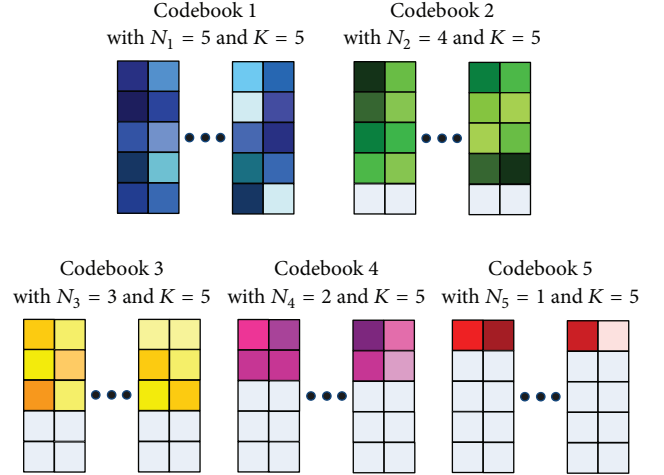 Codebook 1
with N₁ = 5 and K = 5
Codebook 2
with N₂ = 4 and K = 5
Codebook 3
with N₃ = 3 and K = 5
Codebook 4
with N₄ = 2 and K = 5
Codebook 5
with N₅ = 1 and K = 5